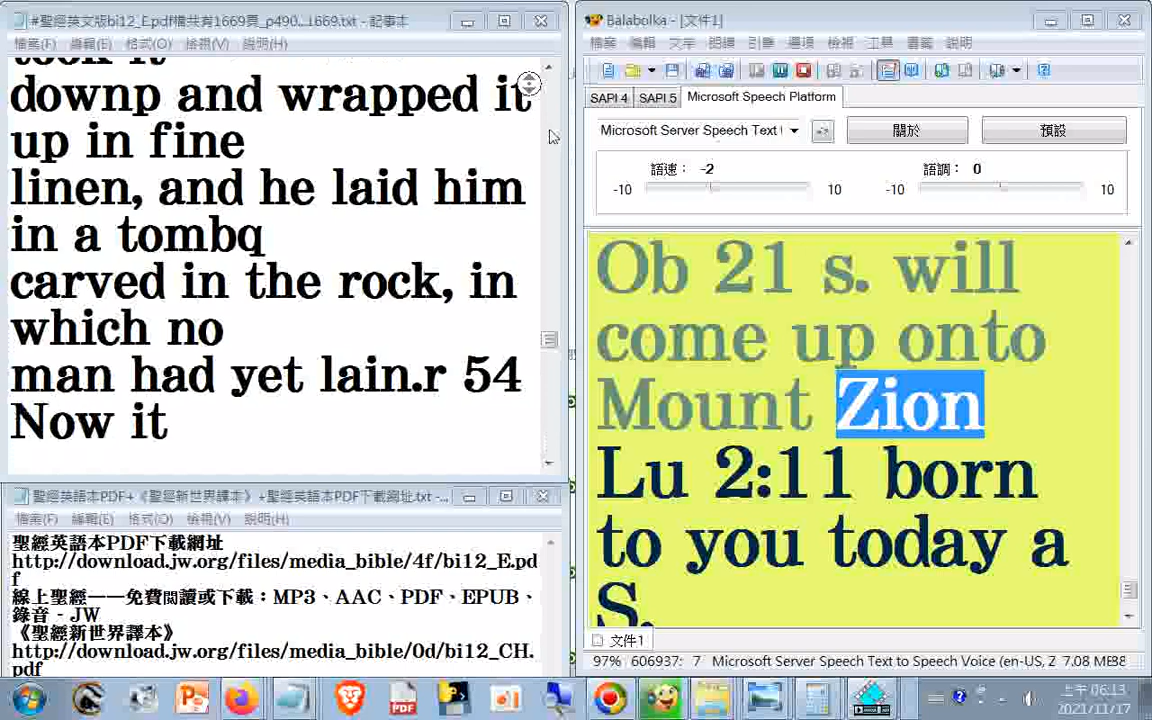 #聖經英文版bi12_E.pdf檔共有1669頁_p490...1669.txt - 記事本
檔案(F) 編輯(E) 格式(O) 檢視(V) 說明(H)
took it
downp and wrapped it
up in fine
linen, and he laid him
in a tombq
carved in the rock, in
which no
man had yet lain.r 54
Now it
聖經英語本PDF+《聖經新世界譯本》+聖經英語本PDF下載網址.txt - ...
檔案(F) 編輯(E) 格式(O) 檢視(V) 說明(H)
聖經英語本PDF下載網址
http://download.jw.org/files/media_bible/4f/bi12_E.pd
f
線上聖經——免費閱讀或下載：MP3、AAC、PDF、EPUB、
錄音 - JW
《聖經新世界譯本》
http://download.jw.org/files/media_bible/0d/bi12_CH.
pdf
Balabolka - [文件1]
檔案 編輯 文字 朗讀 引擎 選項 檢視 工具 書籤 說明
SAPI 4 SAPI 5 Microsoft Speech Platform
Microsoft Server Speech Text 關於 預設
語速： -2 語調： 0
-10 10 -10 10
Ob 21 s. will
come up onto
Mount Zion
Lu 2:11 born
to you today a
S.
文件1
97% 606937: 7 Microsoft Server Speech Text to Speech Voice (en-US, Z 7.08 MB
上午 06:13
2021/11/17